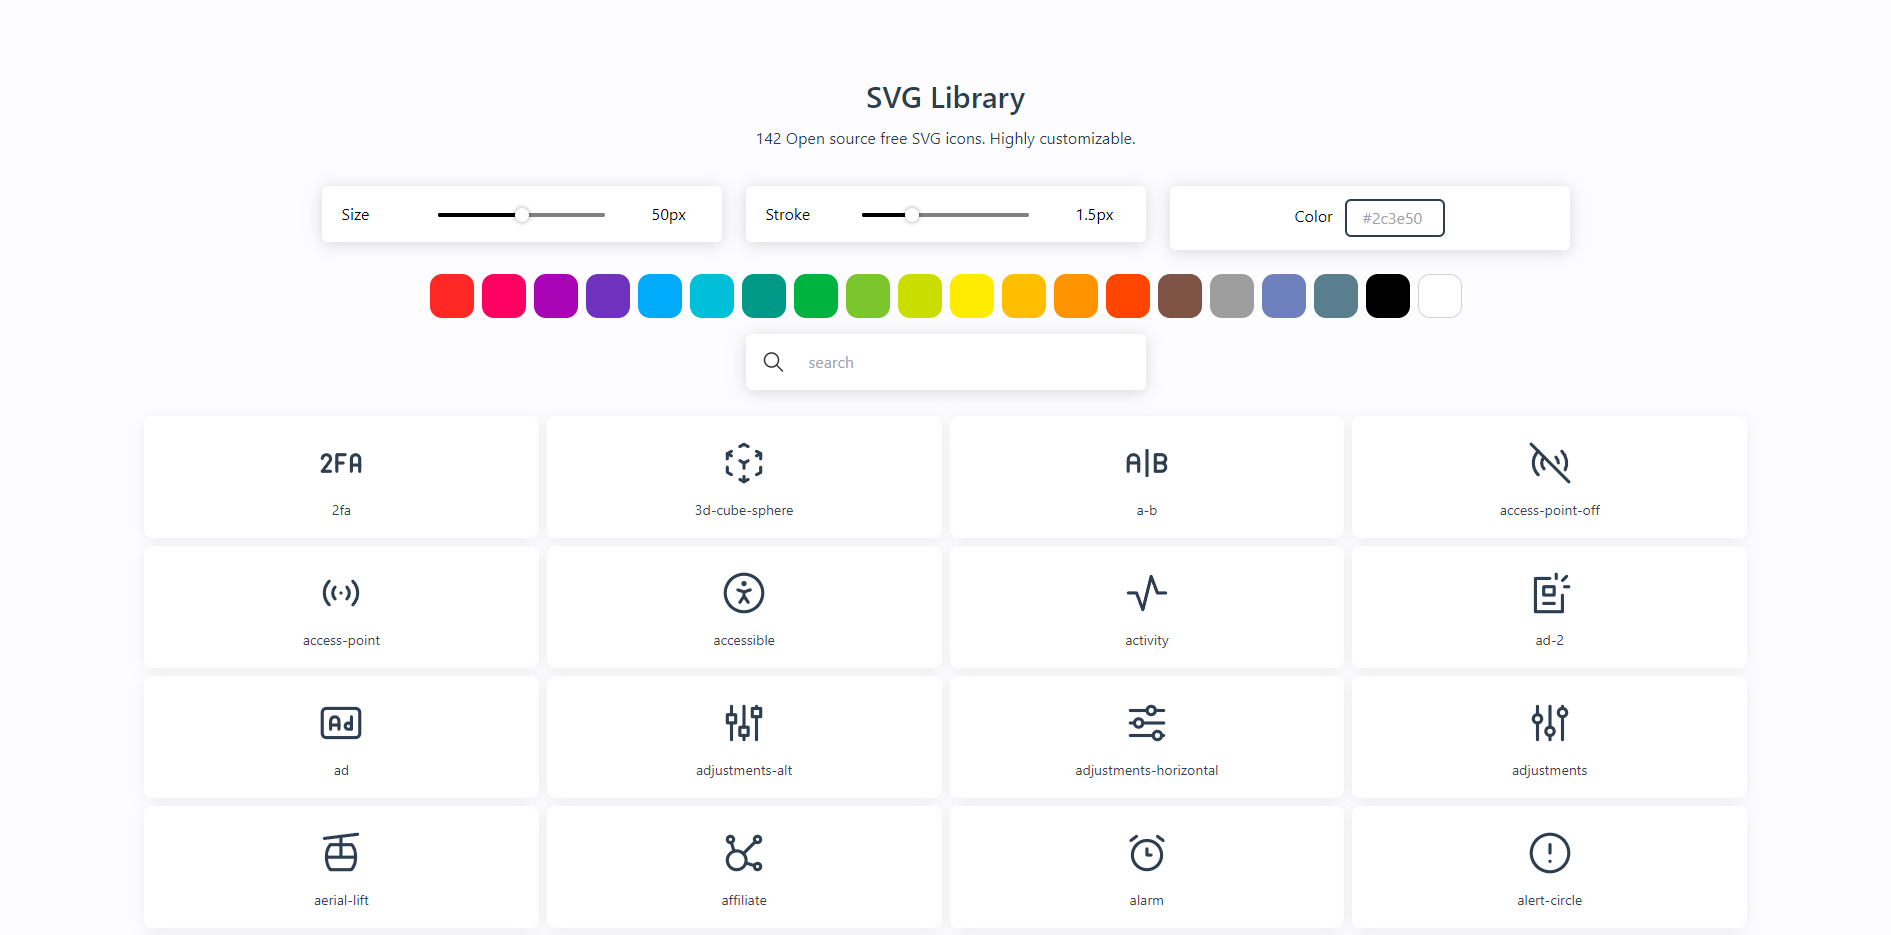 SVG Library
142 Open source free SVG icons. Highly customizable.
Size 50px Stroke 1.5px Color #2c3e50
search
2FA A|B
2fa 3d-cube-sphere a-b access-point-off
access-point accessible activity ad-2
Ad
ad adjustments-alt adjustments-horizontal adjustments
aerial-lift affiliate alarm alert-circle